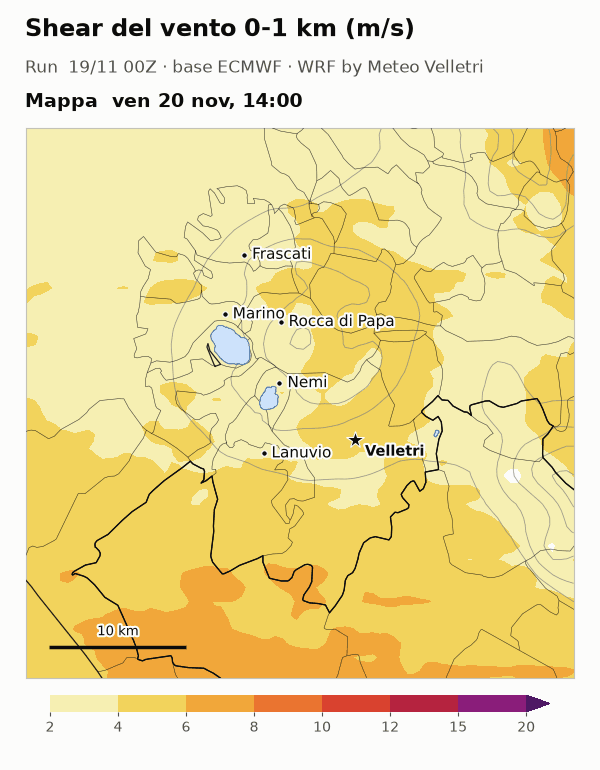 Shear del vento 0-1 km (m/s)
Run  19/11 00Z · base ECMWF · WRF by Meteo Velletri
Mappa  ven 20 nov, 14:00
Frascati
Marino
Rocca di Papa
Nemi
Velletri
Lanuvio
10 km
2 4 6 8 10 12 15 20